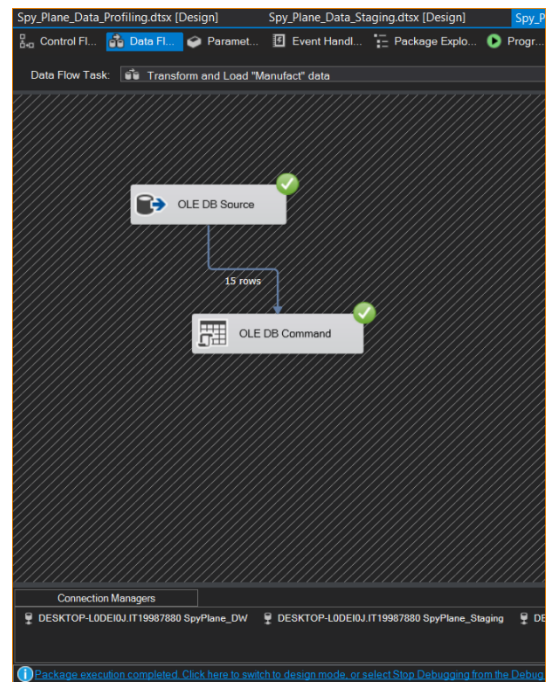 Spy_Plane_Data_Profiling.dtsx [Design] Spy_Plane_Data_Staging.dtsx [Design] Spy_P
Control Fl... Data Fl... Paramet... Event Handl... Package Explo... Progr...
Data Flow Task: Transform and Load "Manufact" data
OLE DB Source
15 rows
OLE DB Command
Connection Managers
DESKTOP-L0DEI0J.IT19987880 SpyPlane_DW DESKTOP-L0DEI0J.IT19987880 SpyPlane_Staging DE
Package execution completed. Click here to switch to design mode, or select Stop Debugging from the Debug